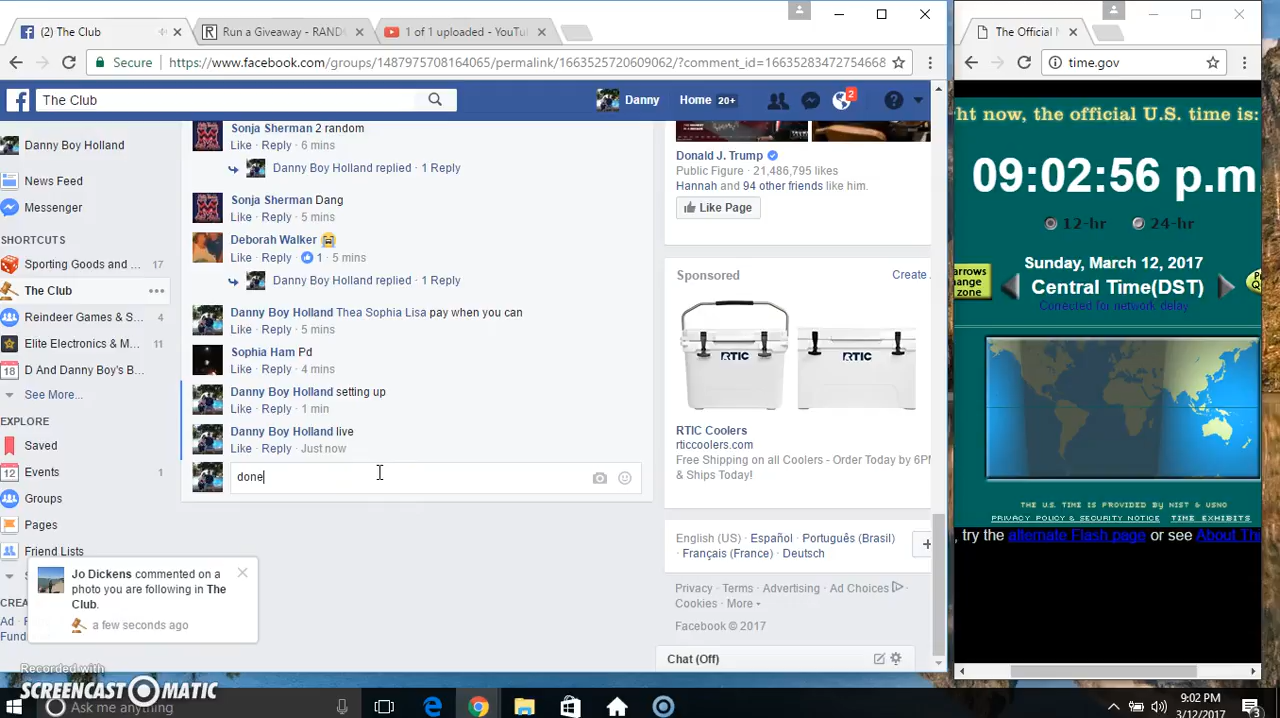 (2) The Club
Run a Giveaway - RAND
1 of 1 uploaded - YouTu
Secure
https://www.facebook.com/groups/1487975708164065/permalink/1663525720609062/?comment_id=16635283472754668
The Club
Danny
Home 20+
2
Danny Boy Holland
News Feed
Messenger
SHORTCUTS
Sporting Goods and ... 17
The Club
Reindeer Games & S... 4
Elite Electronics & M... 11
D And Danny Boy's B...
See More...
EXPLORE
Saved
Events 1
Groups
Pages
Friend Lists
CREA
Ad
Fund
Sonja Sherman 2 random
Like · Reply · 6 mins
Danny Boy Holland replied · 1 Reply
Sonja Sherman Dang
Like · Reply · 5 mins
Deborah Walker 😭
Like · Reply · 1 · 5 mins
Danny Boy Holland replied · 1 Reply
Danny Boy Holland Thea Sophia Lisa pay when you can
Like · Reply · 5 mins
Sophia Ham Pd
Like · Reply · 4 mins
Danny Boy Holland setting up
Like · Reply · 1 min
Danny Boy Holland live
Like · Reply · Just now
done
Jo Dickens commented on a
photo you are following in The
Club.
a few seconds ago
Donald J. Trump
Public Figure · 21,486,795 likes
Hannah and 94 other friends like him.
Like Page
Sponsored
Create
RTIC
RTIC
RTIC Coolers
rticcoolers.com
Free Shipping on all Coolers - Order Today by 6PM
& Ships Today!
English (US) · Español · Português (Brasil)
· Français (France) · Deutsch
Privacy · Terms · Advertising · Ad Choices
Cookies · More
Facebook © 2017
Chat (Off)
The Official
time.gov
ht now, the official U.S. time is:
09:02:56 p.m
12-hr
24-hr
Sunday, March 12, 2017
Central Time(DST)
Corrected for network delay
arrows
nge
zone
THE U.S. TIME IS PROVIDED BY NIST & USNO
PRIVACY POLICY & SECURITY NOTICE
TIME EXHIBITS
, try the alternate Flash page or see About Thi
Recorded with
SCREENCAST-O-MATIC
Ask me anything
9:02 PM
3/12/2017
3